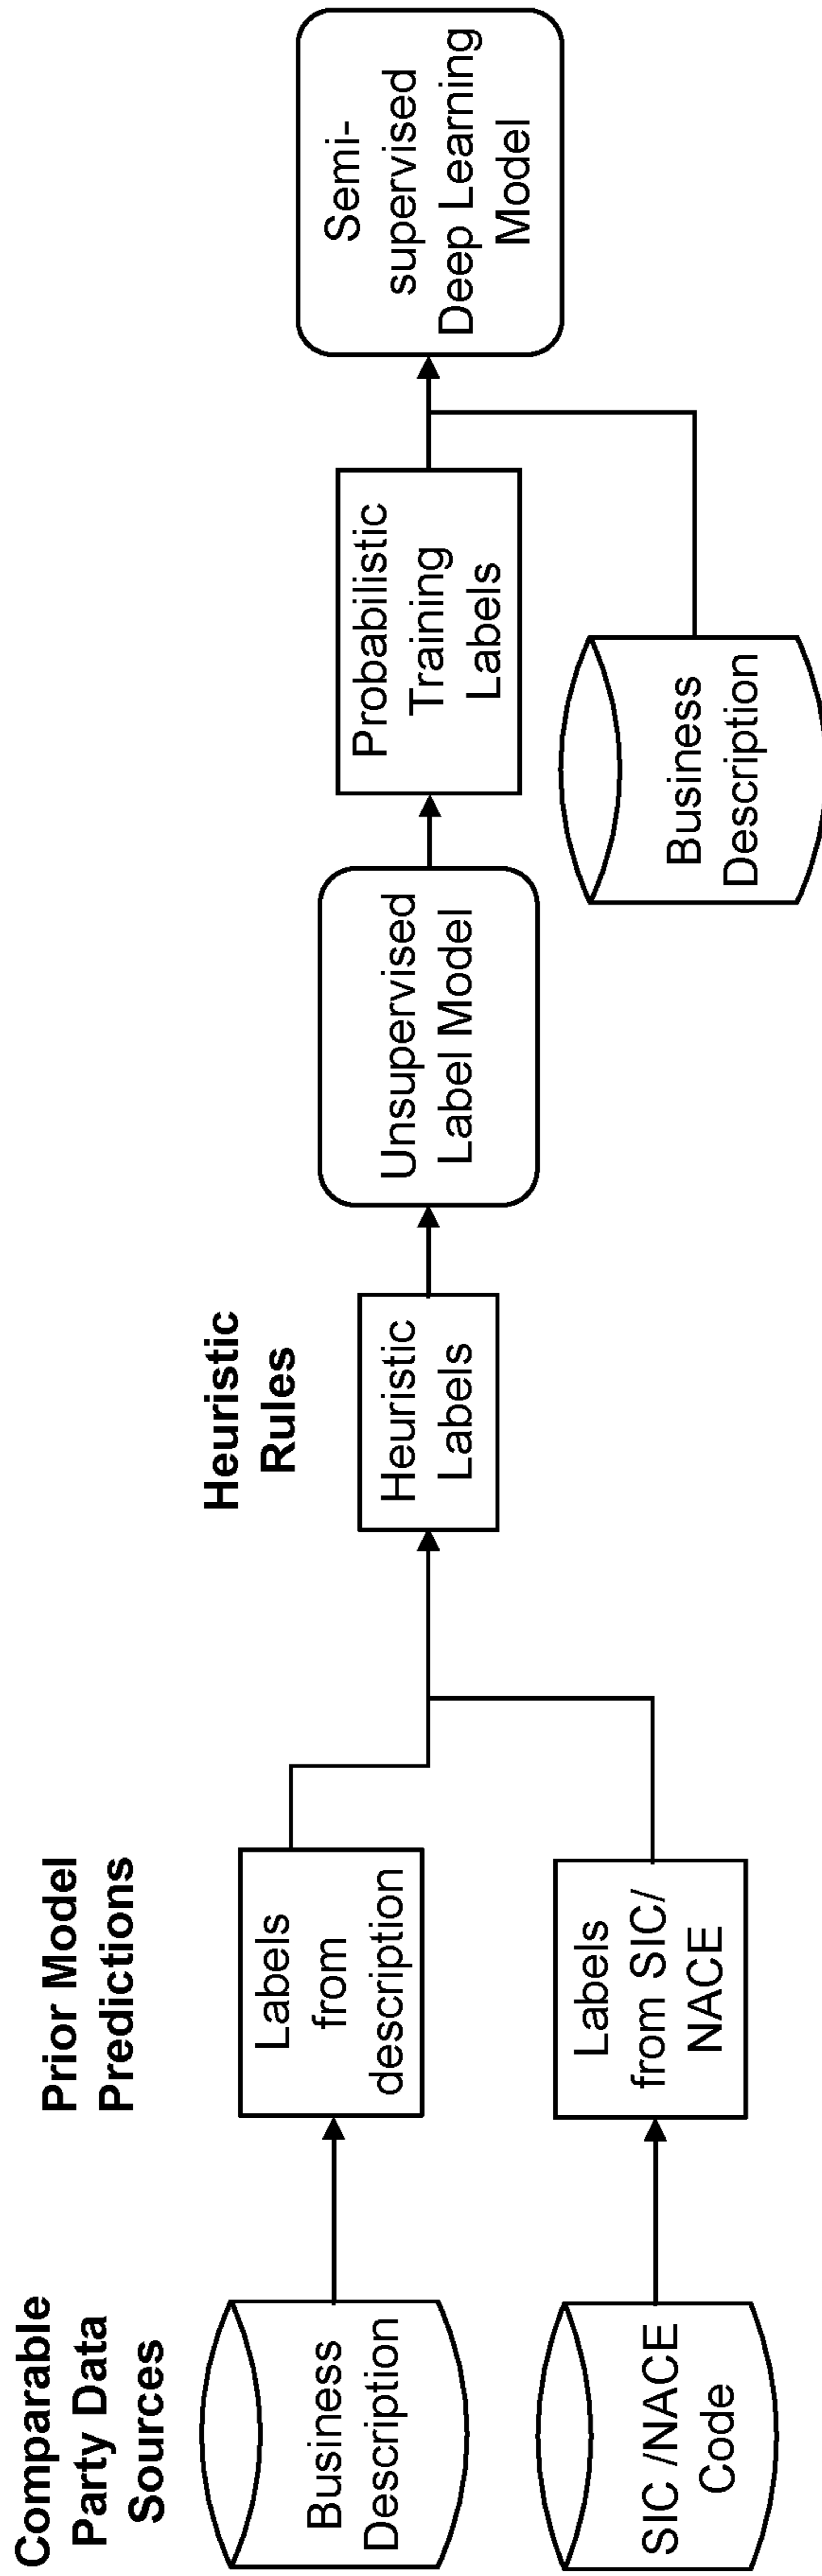 Comparable
Party Data
Sources
Prior Model
Predictions
Heuristic
Rules
Business
Description
Labels
from
description
SIC /NACE
Code
Labels
from SIC/
NACE
Heuristic
Labels
Unsupervised
Label Model
Probabilistic
Training
Labels
Business
Description
Semi-
supervised
Deep Learning
Model